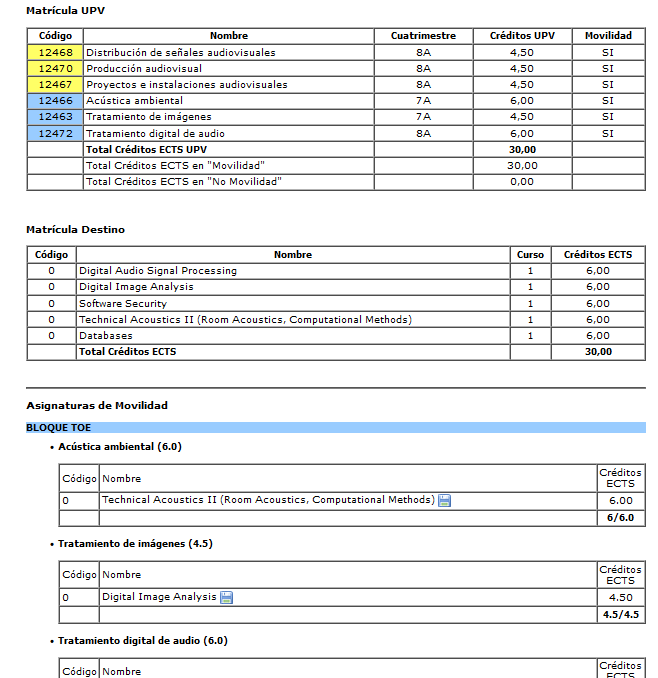 Matrícula UPV
Código Nombre Cuatrimestre Créditos UPV Movilidad
12468 Distribución de señales audiovisuales 8A 4,50 SI
12470 Producción audiovisual 8A 4,50 SI
12467 Proyectos e instalaciones audiovisuales 8A 4,50 SI
12466 Acústica ambiental 7A 6,00 SI
12463 Tratamiento de imágenes 7A 4,50 SI
12472 Tratamiento digital de audio 8A 6,00 SI
Total Créditos ECTS UPV 30,00
Total Créditos ECTS en "Movilidad" 30,00
Total Créditos ECTS en "No Movilidad" 0,00
Matrícula Destino
Código Nombre Curso Créditos ECTS
0 Digital Audio Signal Processing 1 6,00
0 Digital Image Analysis 1 6,00
0 Software Security 1 6,00
0 Technical Acoustics II (Room Acoustics, Computational Methods) 1 6,00
0 Databases 1 6,00
Total Créditos ECTS 30,00
Asignaturas de Movilidad
BLOQUE TOE
• Acústica ambiental (6.0)
Código Nombre Créditos ECTS
0 Technical Acoustics II (Room Acoustics, Computational Methods) 6.00
6/6.0
• Tratamiento de imágenes (4.5)
Código Nombre Créditos ECTS
0 Digital Image Analysis 4.50
4.5/4.5
• Tratamiento digital de audio (6.0)
Código Nombre Créditos ECTS